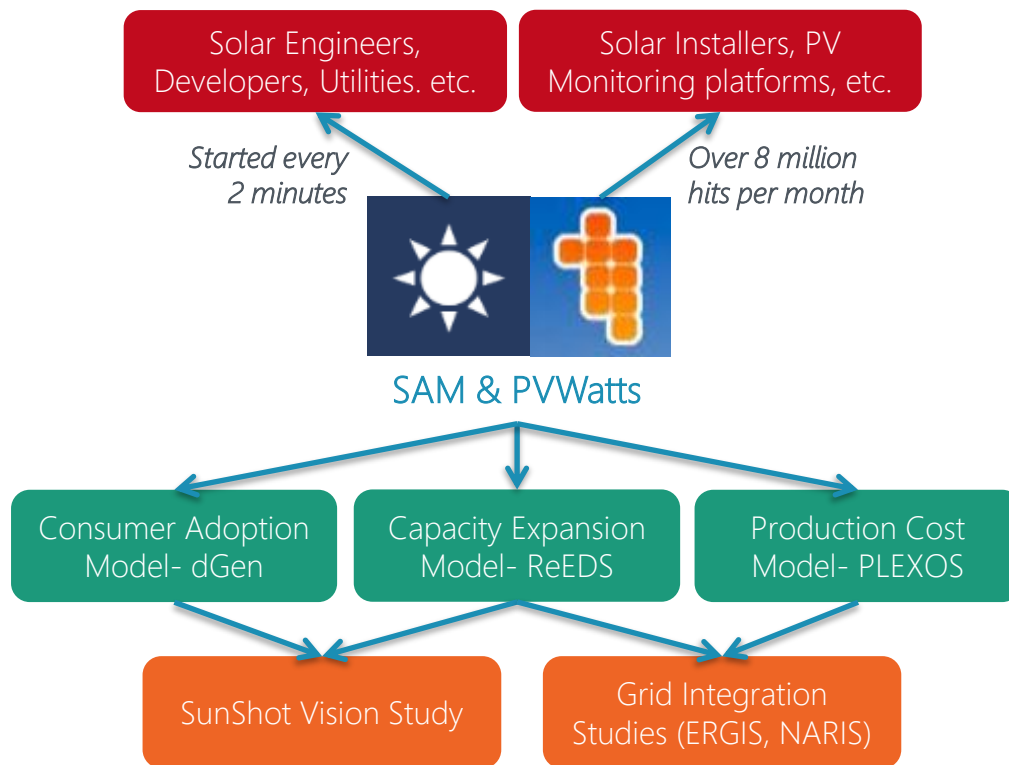 Solar Engineers,
Developers, Utilities. etc.
Solar Installers, PV
Monitoring platforms, etc.
Started every
2 minutes
Over 8 million
hits per month
SAM & PVWatts
Consumer Adoption
Model- dGen
Capacity Expansion
Model- ReEDS
Production Cost
Model- PLEXOS
SunShot Vision Study
Grid Integration
Studies (ERGIS, NARIS)